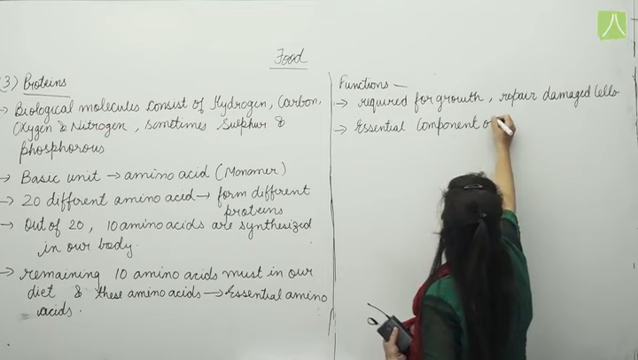 Food
(3) Proteins
→ Biological molecules consist of Hydrogen, Carbon,
Oxygen & Nitrogen, sometimes Sulphur &
phosphorous
→ Basic unit → amino acid (Monomer)
→ 20 different amino acid → form different
proteins
→ Out of 20, 10 amino acids are synthesized
in our body.
→ remaining 10 amino acids must in our
diet & these amino acids → Essential amino
acids.
Functions —
→ required for growth, repair damaged cells
→ Essential component o